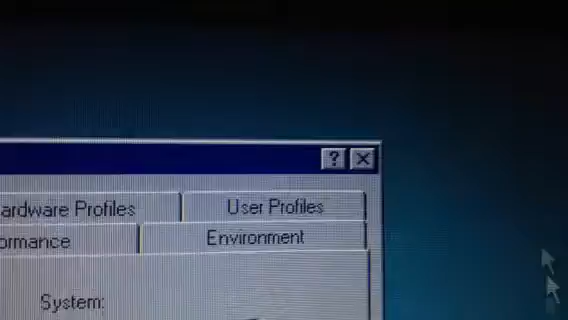 ? X
ardware Profiles User Profiles
ormance Environment
System: